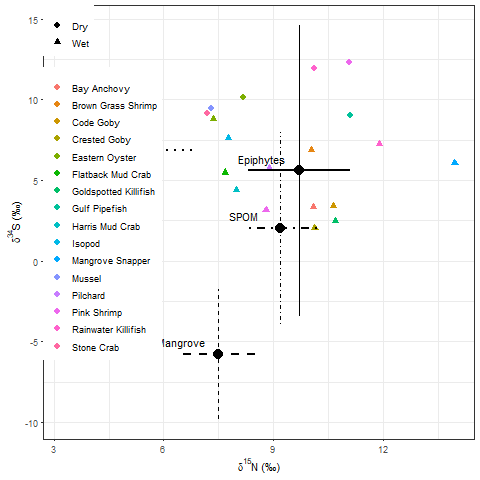 15
10
5
0
-5
-10
δ34S (‰)
Dry
Wet
Bay Anchovy
Brown Grass Shrimp
Code Goby
Crested Goby
Eastern Oyster
Flatback Mud Crab
Goldspotted Killifish
Gulf Pipefish
Harris Mud Crab
Isopod
Mangrove Snapper
Mussel
Pilchard
Pink Shrimp
Rainwater Killifish
Stone Crab
Epiphytes
SPOM
Mangrove
3
6
9
12
δ15N (‰)